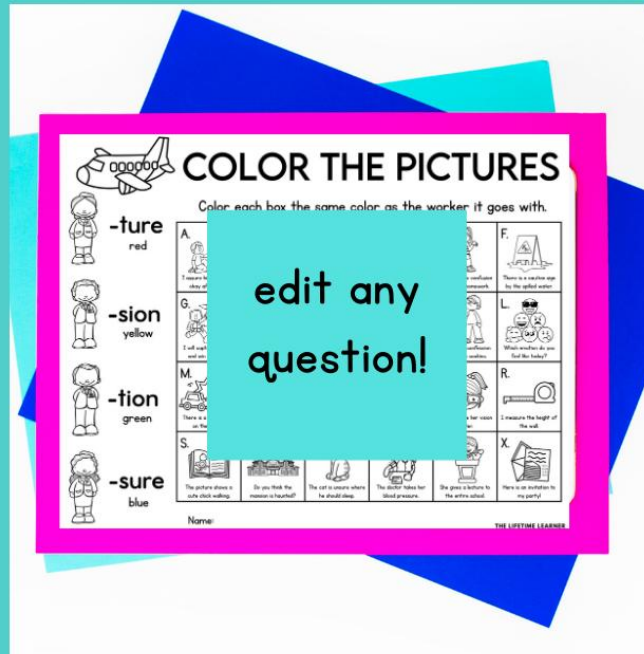 COLOR THE PICTURES
Color each box the same color as the worker it goes with.
-ture
red
-sion
yellow
-tion
green
-sure
blue
A.
F.
There is a caution sign
by the spilled water.
G.
L.
Which emotion do you
feel like today?
M.
R.
I measure the height of
the wall.
S.
The picture shows a
cute chick walking.
Do you think the
mansion is haunted?
The cat is unsure where
he should sleep.
The doctor takes her
blood pressure.
She gives a lecture to
the entire school.
X.
Here is an invitation to
my party!
edit any
question!
Name:
THE LIFETIME LEARNER